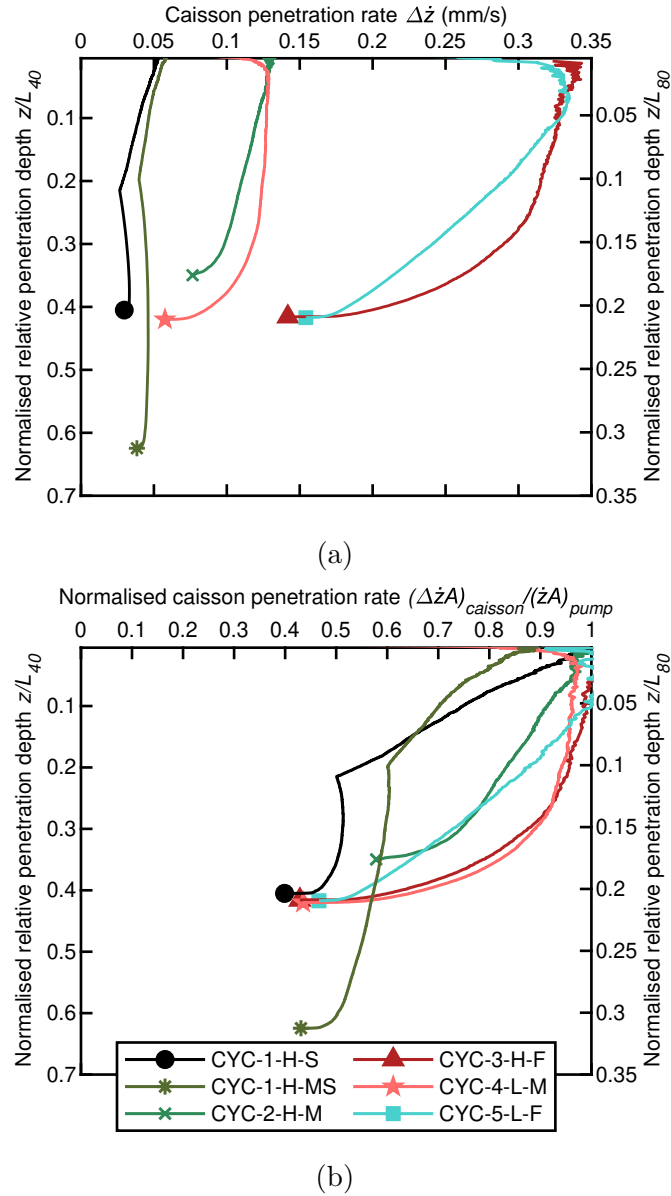 Caisson penetration rate Δż (mm/s)
0 0.05 0.1 0.15 0.2 0.25 0.3 0.35
Normalised relative penetration depth z/L40
0.1
0.2
0.3
0.4
0.5
0.6
0.7
Normalised relative penetration depth z/L80
0.05
0.1
0.15
0.2
0.25
0.3
0.35
(a)
Normalised caisson penetration rate (ΔżA)caisson/(żA)pump
0 0.1 0.2 0.3 0.4 0.5 0.6 0.7 0.8 0.9 1
Normalised relative penetration depth z/L40
0.1
0.2
0.3
0.4
0.5
0.6
0.7
Normalised relative penetration depth z/L80
0.05
0.1
0.15
0.2
0.25
0.3
0.35
CYC-1-H-S CYC-3-H-F
CYC-1-H-MS CYC-4-L-M
CYC-2-H-M CYC-5-L-F
(b)